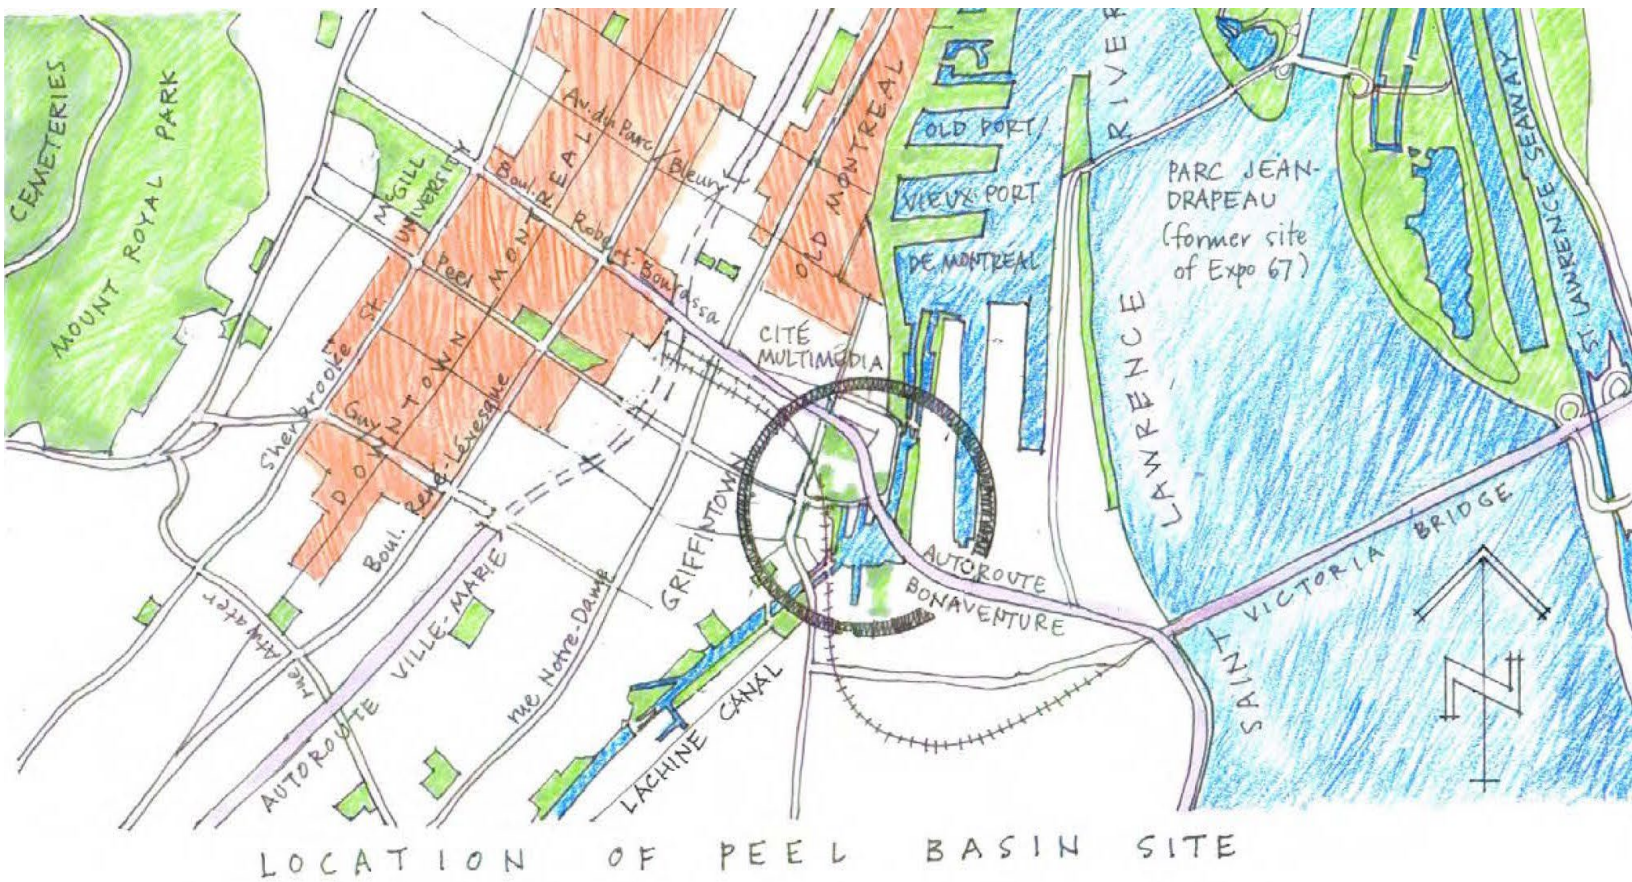 CEMETERIES
MOUNT ROYAL PARK
McGILL
UNIVERSITY
Av. du Parc / Bleury
Boul. Robert-Bourassa
Peel
DOWNTOWN MONTREAL
OLD MONTREAL
OLD PORT/
VIEUX-PORT
DE MONTREAL
SAINT LAWRENCE RIVER
PARC JEAN-
DRAPEAU
(former site
of Expo 67)
ST LAWRENCE SEAWAY
CITÉ
MULTIMÉDIA
Sherbrooke St.
Guy
Boul. René-Lévesque
GRIFFINTOWN
AUTOROUTE
BONAVENTURE
VICTORIA BRIDGE
rue Atwater
AUTOROUTE VILLE-MARIE
rue Notre-Dame
LACHINE CANAL
N
LOCATION OF PEEL BASIN SITE